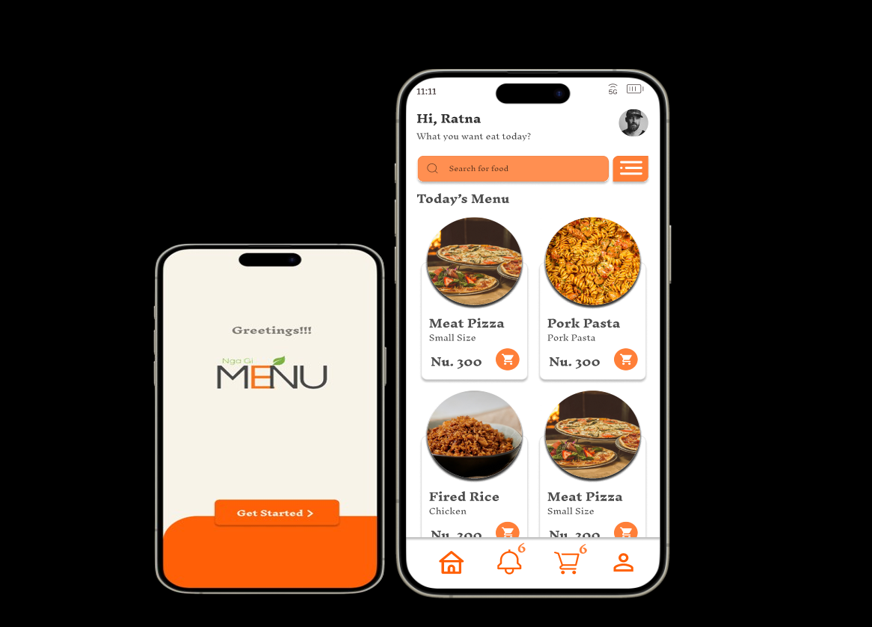 Greetings!!!
Nga Gi
MENU
Get Started >
11:11
5G
Hi, Ratna
What you want eat today?
Search for food
Today's Menu
Meat Pizza
Small Size
Nu. 300
Pork Pasta
Pork Pasta
Nu. 300
Fired Rice
Chicken
Nu. 300
Meat Pizza
Small Size
Nu. 300
6
6